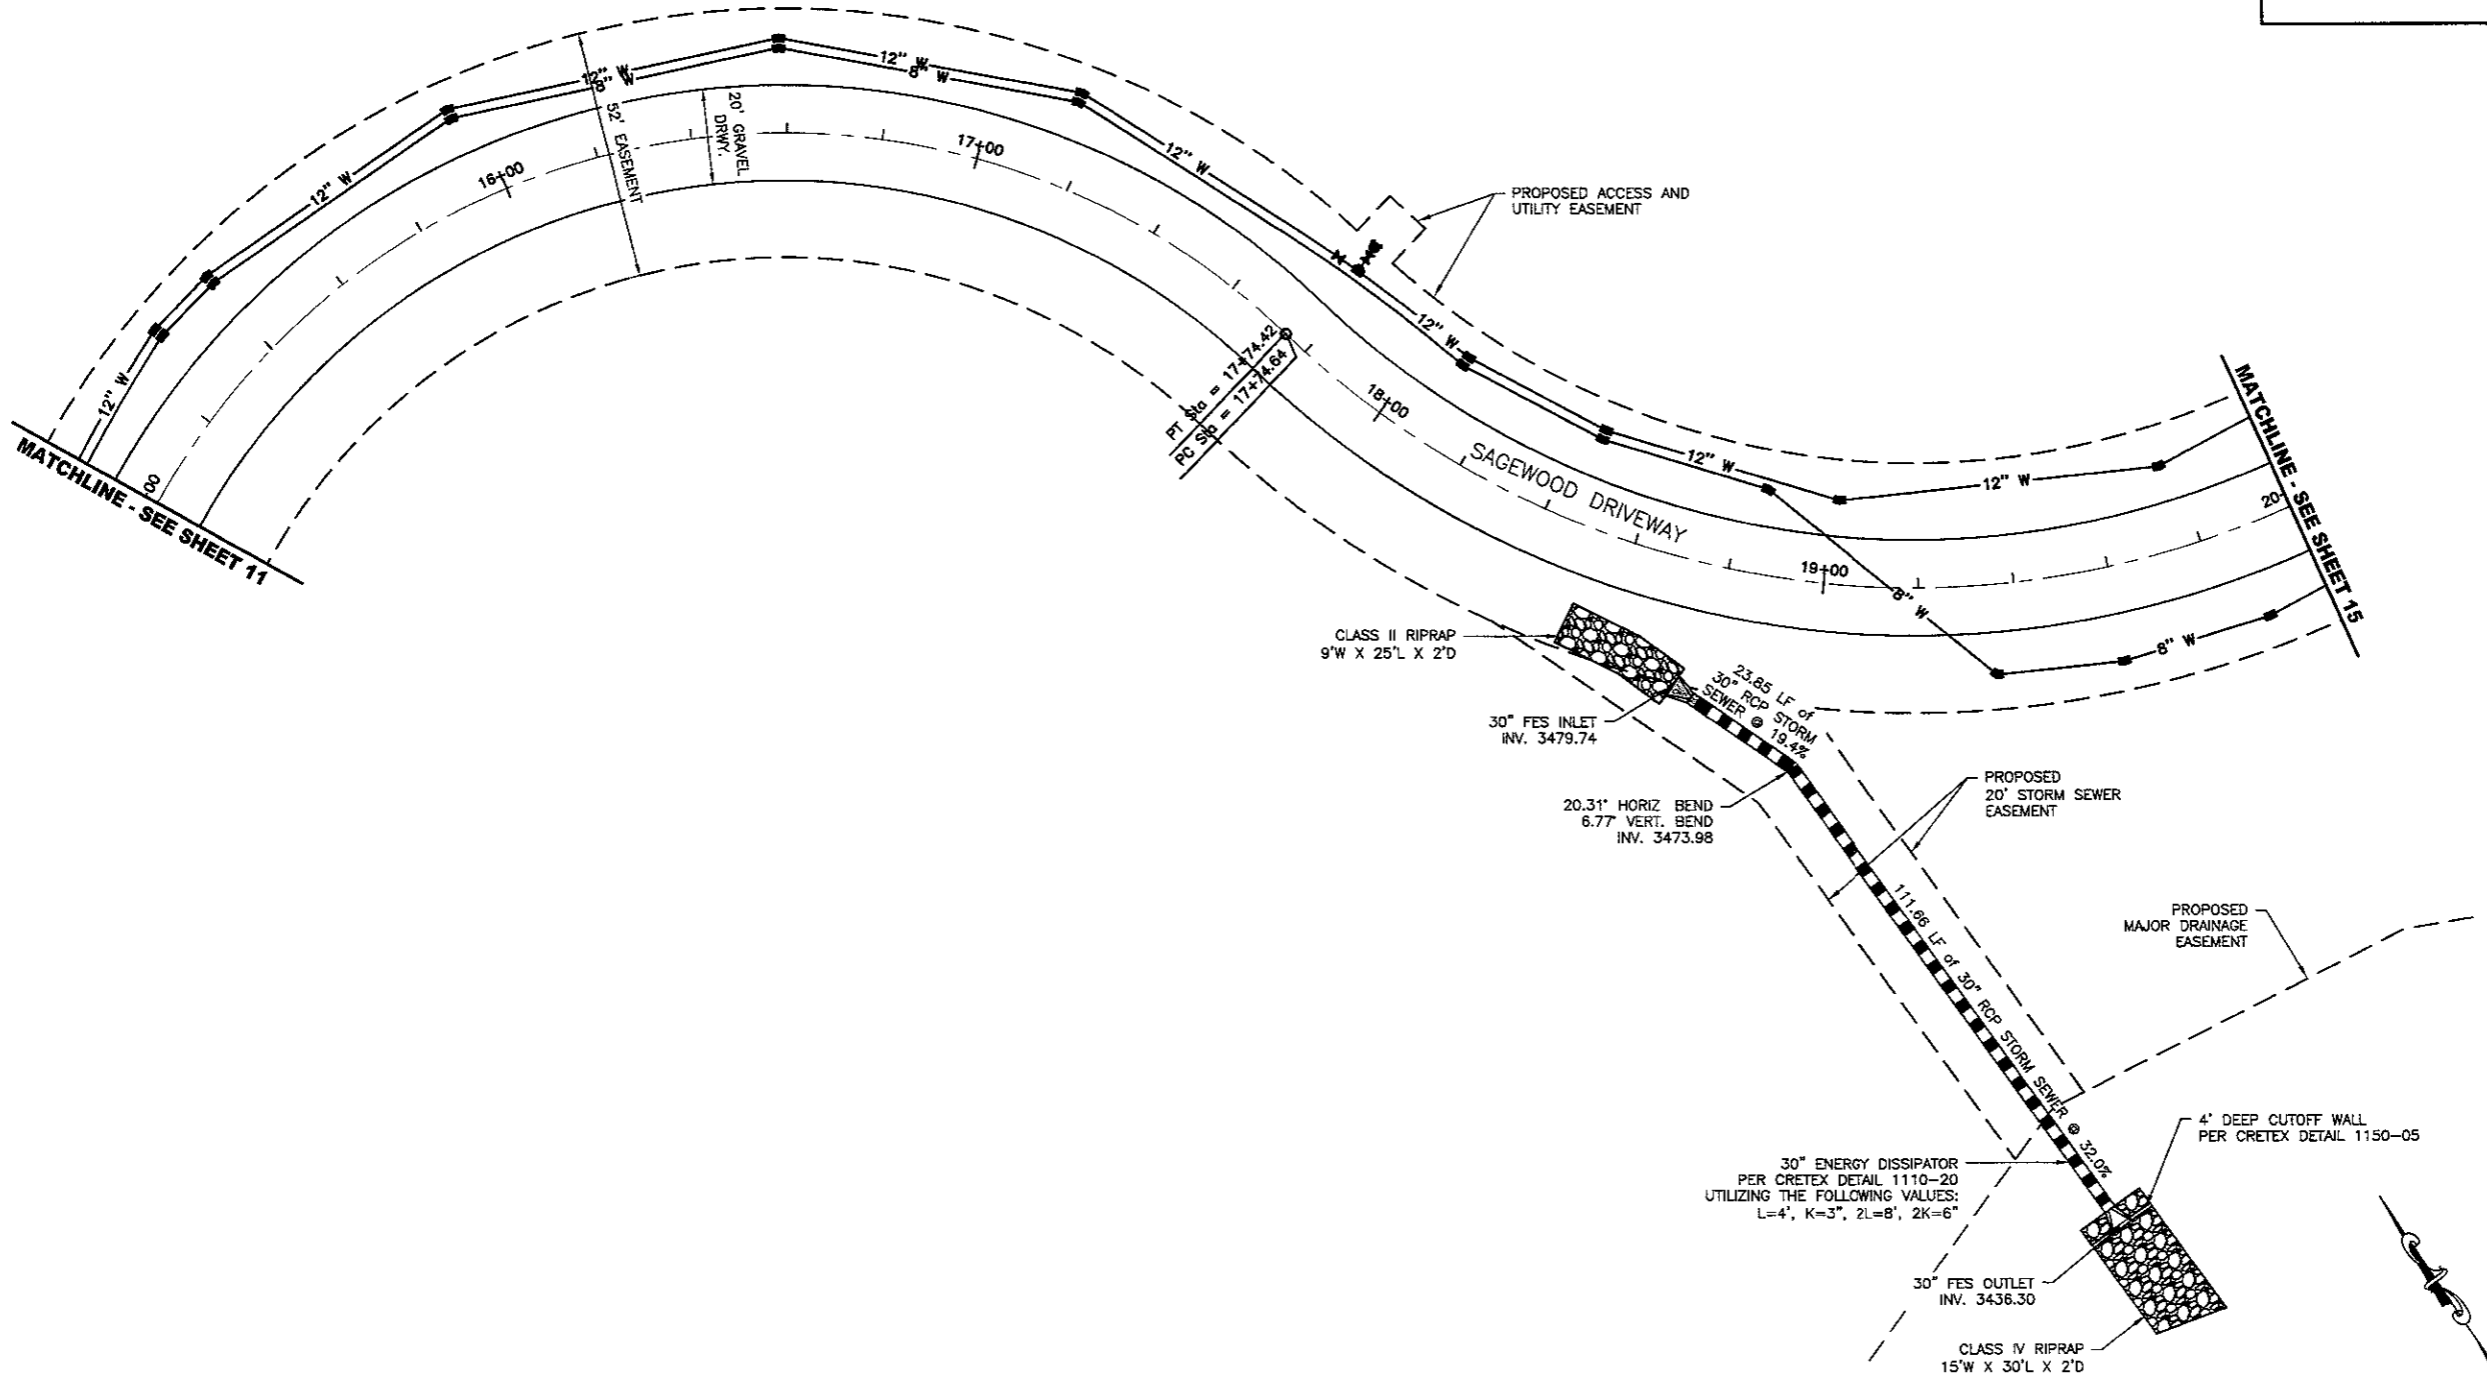 12" W
8" W
12" W
8" W
12" W
52' EASEMENT
20' GRAVEL
DRWY.
16+00
17+00
12" W
PROPOSED ACCESS AND
UTILITY EASEMENT
12" W
MATCHLINE - SEE SHEET 11
00
12" W
PT Sta = 17+74.42
PC Sta = 17+74.64
18+00
SAGEWOOD DRIVEWAY
12" W
12" W
19+00
20
MATCHLINE - SEE SHEET 15
8" W
8" W
CLASS II RIPRAP
9'W X 25'L X 2'D
30" FES INLET
INV. 3479.74
23.85 LF of
30" RCP STORM
SEWER @ 19.4%
20.31° HORIZ BEND
6.77° VERT. BEND
INV. 3473.98
PROPOSED
20' STORM SEWER
EASEMENT
111.66 LF of 30" RCP STORM SEWER @ 32.0%
PROPOSED
MAJOR DRAINAGE
EASEMENT
4' DEEP CUTOFF WALL
PER CRETEX DETAIL 1150-05
30" ENERGY DISSIPATOR
PER CRETEX DETAIL 1110-20
UTILIZING THE FOLLOWING VALUES:
L=4', K=3", 2L=8', 2K=6"
30" FES OUTLET
INV. 3436.30
CLASS IV RIPRAP
15'W X 30'L X 2'D